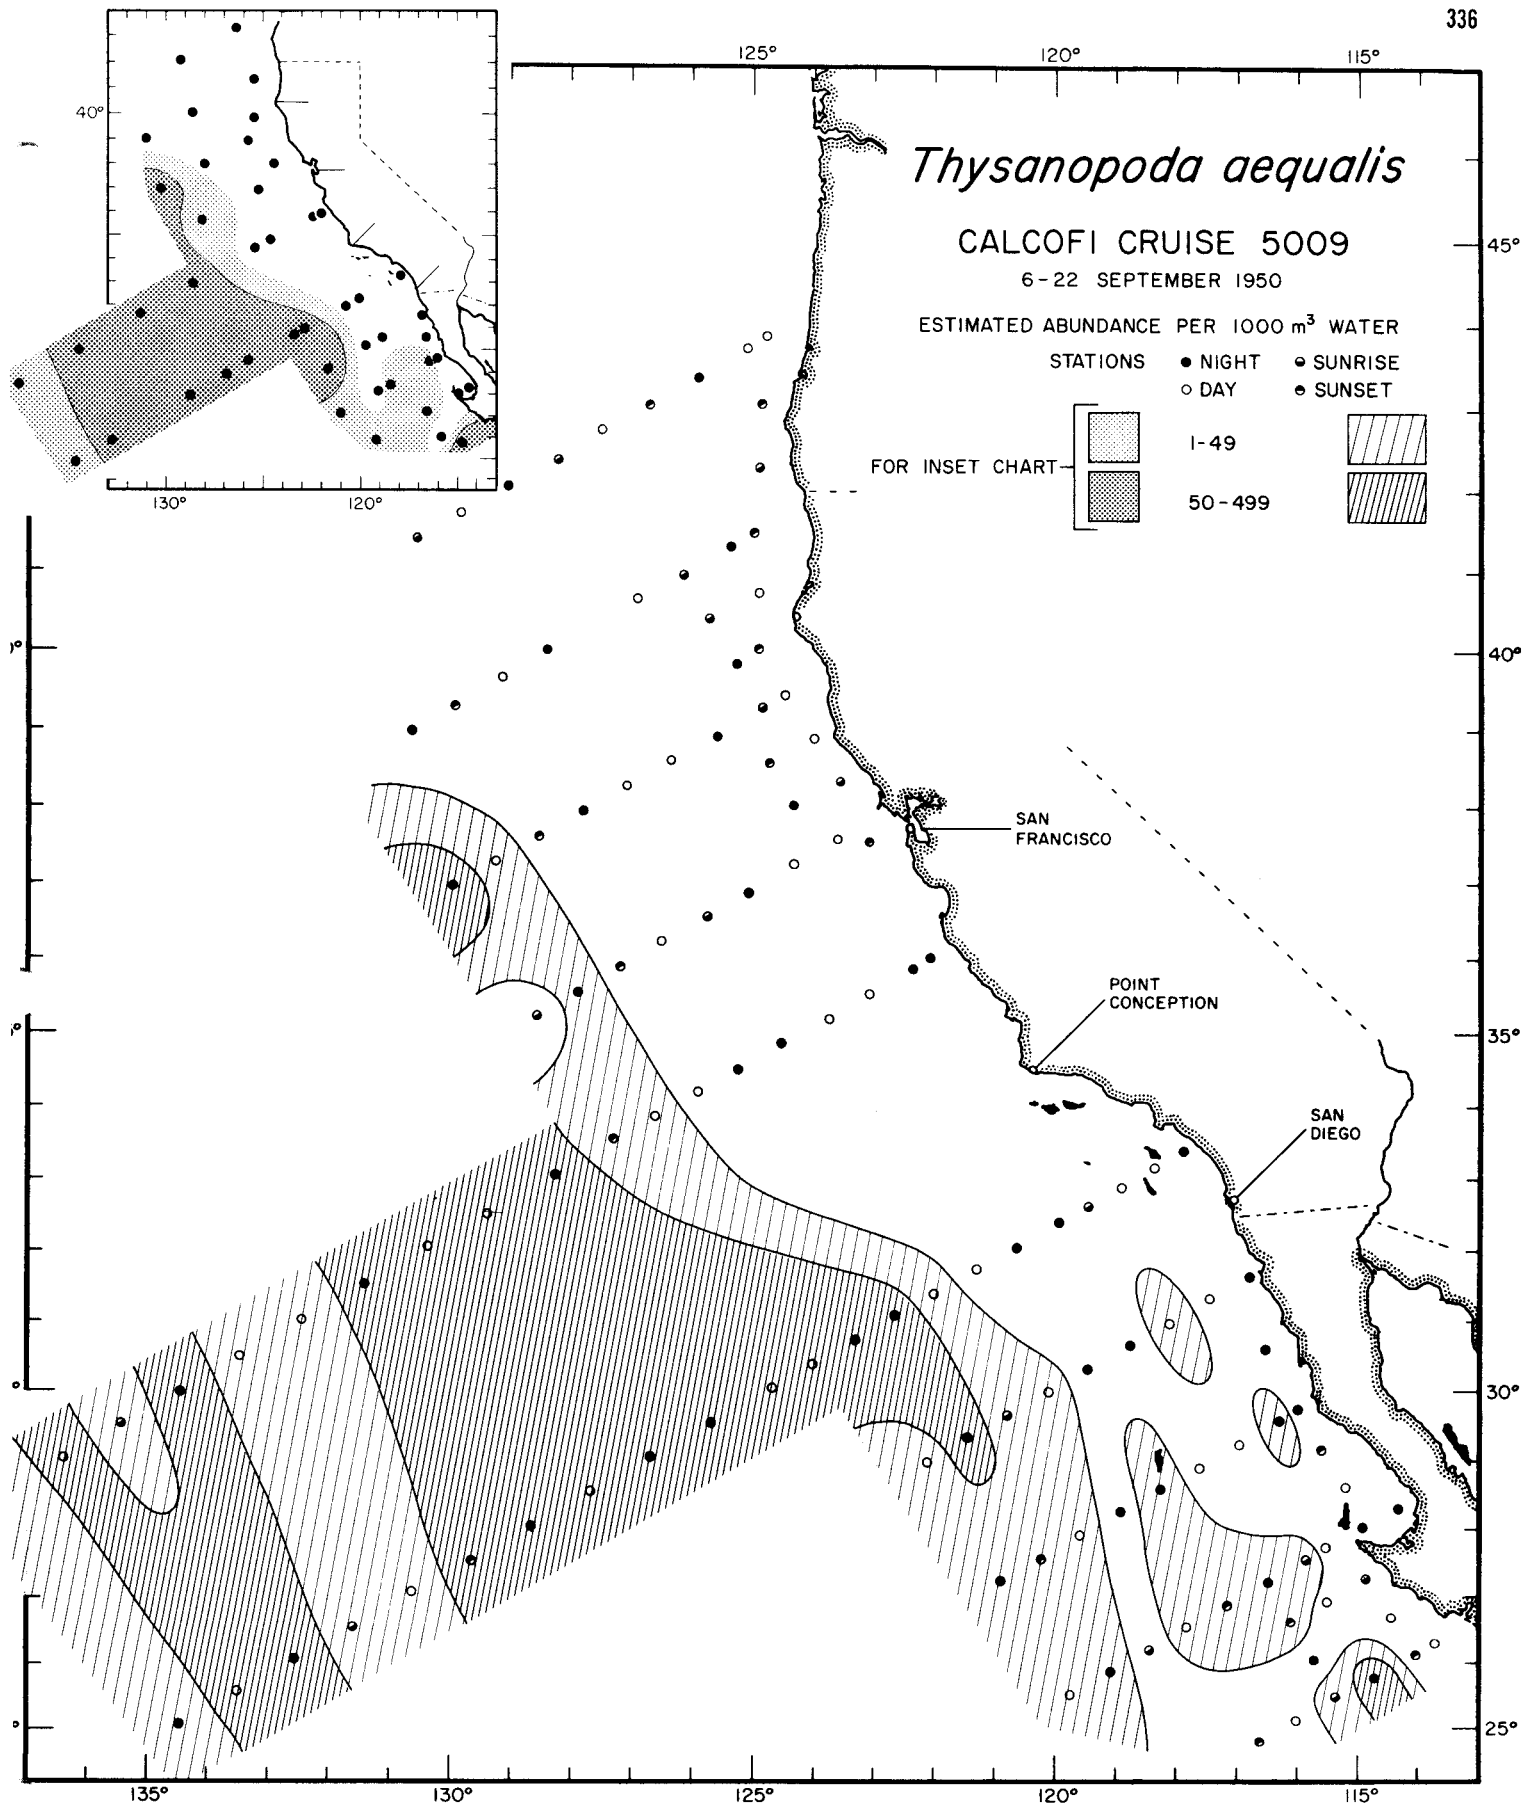 336
125° 120° 115°
40°
130° 120°
Thysanopoda aequalis
CALCOFI CRUISE 5009
6-22 SEPTEMBER 1950
ESTIMATED ABUNDANCE PER 1000 m³ WATER
STATIONS ● NIGHT SUNRISE
○ DAY SUNSET
FOR INSET CHART
1-49
50-499
45°
40°
SAN
FRANCISCO
POINT
CONCEPTION
35°
SAN
DIEGO
30°
25°
135° 130° 125° 120° 115°